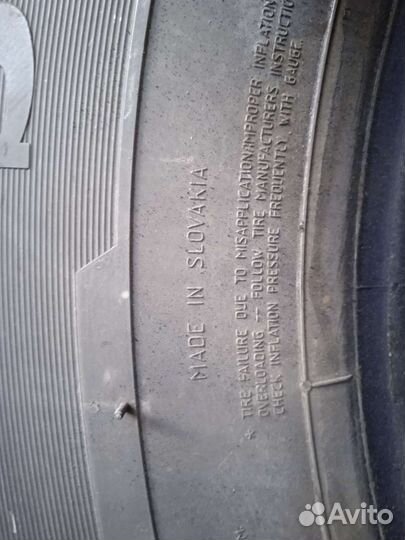 MADE IN SLOVAKIA
* TIRE FAILURE DUE TO MISAPPLICATION/IMPROPER INFLATION
OVERLOADING -- FOLLOW TIRE MANUFACTURERS INSTRUCTION
CHECK INFLATION PRESSURE FREQUENTLY WITH GAUGE.
Avito